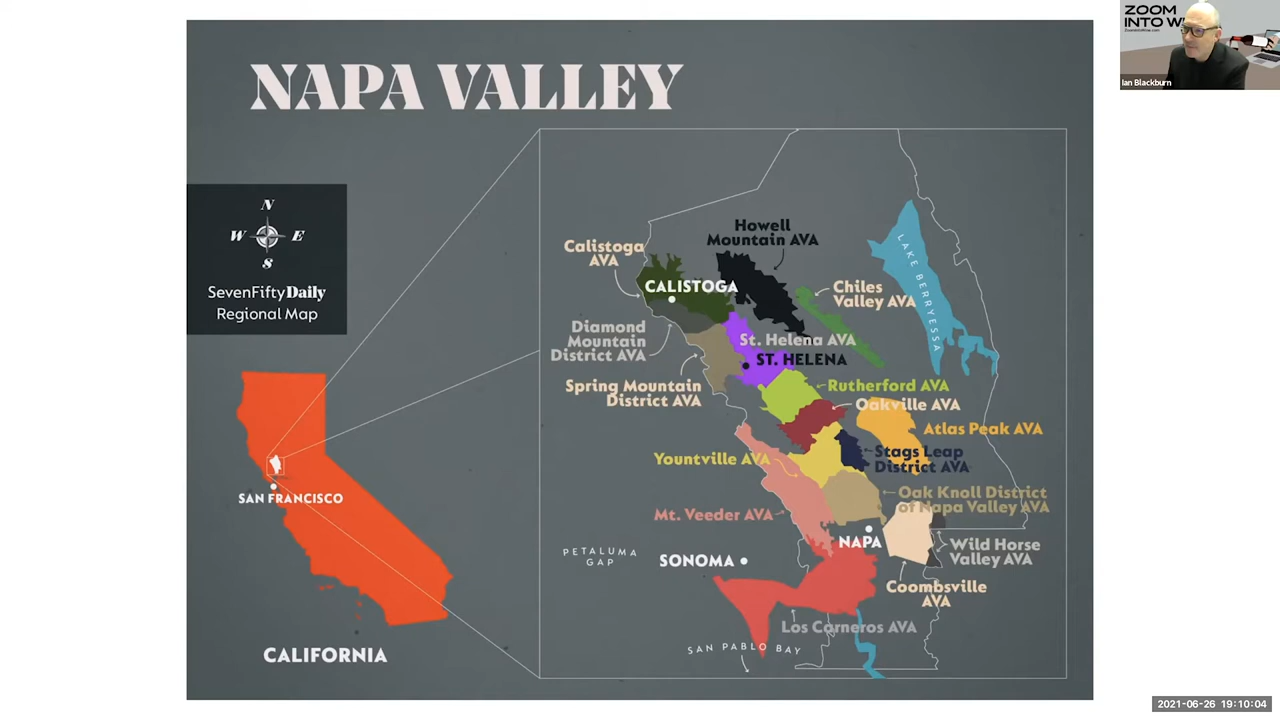 NAPA VALLEY
N
W E
S
SevenFiftyDaily
Regional Map
SAN FRANCISCO
CALIFORNIA
Howell
Mountain AVA
Calistoga
AVA
CALISTOGA
Chiles
Valley AVA
LAKE BERRYESSA
Diamond
Mountain
District AVA
St. Helena AVA
ST. HELENA
Spring Mountain
District AVA
Rutherford AVA
Oakville AVA
Atlas Peak AVA
Yountville AVA
Stags Leap
District AVA
Oak Knoll District
of Napa Valley AVA
Mt. Veeder AVA
NAPA
Wild Horse
Valley AVA
PETALUMA
GAP
SONOMA
Coombsville
AVA
Los Carneros AVA
SAN PABLO BAY
ZOOM
INTO W
ZoomIntoWine.com
Ian Blackburn
2021-06-26 19:10:04